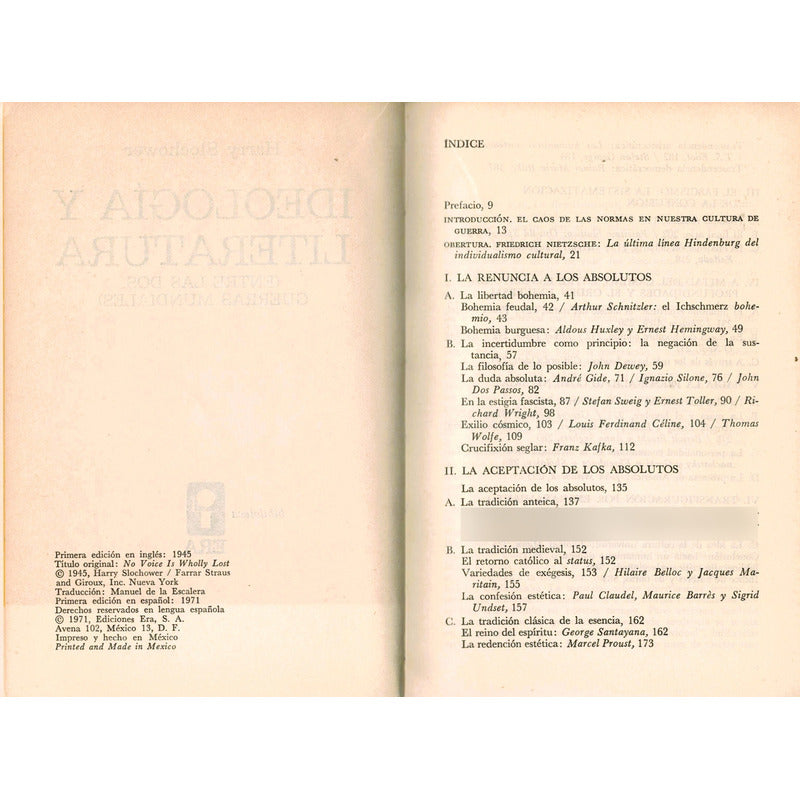 Primera edición en inglés: 1945
Título original: No Voice Is Wholly Lost
© 1945, Harry Slochower / Farrar Straus
and Giroux, Inc. Nueva York
Traducción: Manuel de la Escalera
Primera edición en español: 1971
Derechos reservados en lengua española
© 1971, Ediciones Era, S. A.
Avena 102, México 13, D. F.
Impreso y hecho en México
Printed and Made in Mexico
Harry Slochower
IDEOLOGÍA Y
LITERATURA
(ENTRE LAS DOS
GUERRAS MUNDIALES)
biblioteca
ERA
ÍNDICE
Prefacio, 9
INTRODUCCIÓN. EL CAOS DE LAS NORMAS EN NUESTRA CULTURA DE
GUERRA, 13
OBERTURA. FRIEDRICH NIETZSCHE: La última línea Hindenburg del
individualismo cultural, 21
I. LA RENUNCIA A LOS ABSOLUTOS
A. La libertad bohemia, 41
Bohemia feudal, 42 / Arthur Schnitzler: el Ichschmerz bohe-
mio, 43
Bohemia burguesa: Aldous Huxley y Ernest Hemingway, 49
B. La incertidumbre como principio: la negación de la sus-
tancia, 57
La filosofía de lo posible: John Dewey, 59
La duda absoluta: André Gide, 71 / Ignazio Silone, 76 / John
Dos Passos, 82
En la estigia fascista, 87 / Stefan Sweig y Ernest Toller, 90 / Ri-
chard Wright, 98
Exilio cósmico, 103 / Louis Ferdinand Céline, 104 / Thomas
Wolfe, 109
Crucifixión seglar: Franz Kafka, 112
II. LA ACEPTACIÓN DE LOS ABSOLUTOS
La aceptación de los absolutos, 135
A. La tradición anteica, 137
B. La tradición medieval, 152
El retorno católico al status, 152
Variedades de exégesis, 153 / Hilaire Belloc y Jacques Ma-
ritain, 155
La confesión estética: Paul Claudel, Maurice Barrès y Sigrid
Undset, 157
C. La tradición clásica de la esencia, 162
El reino del espíritu: George Santayana, 162
La redención estética: Marcel Proust, 173